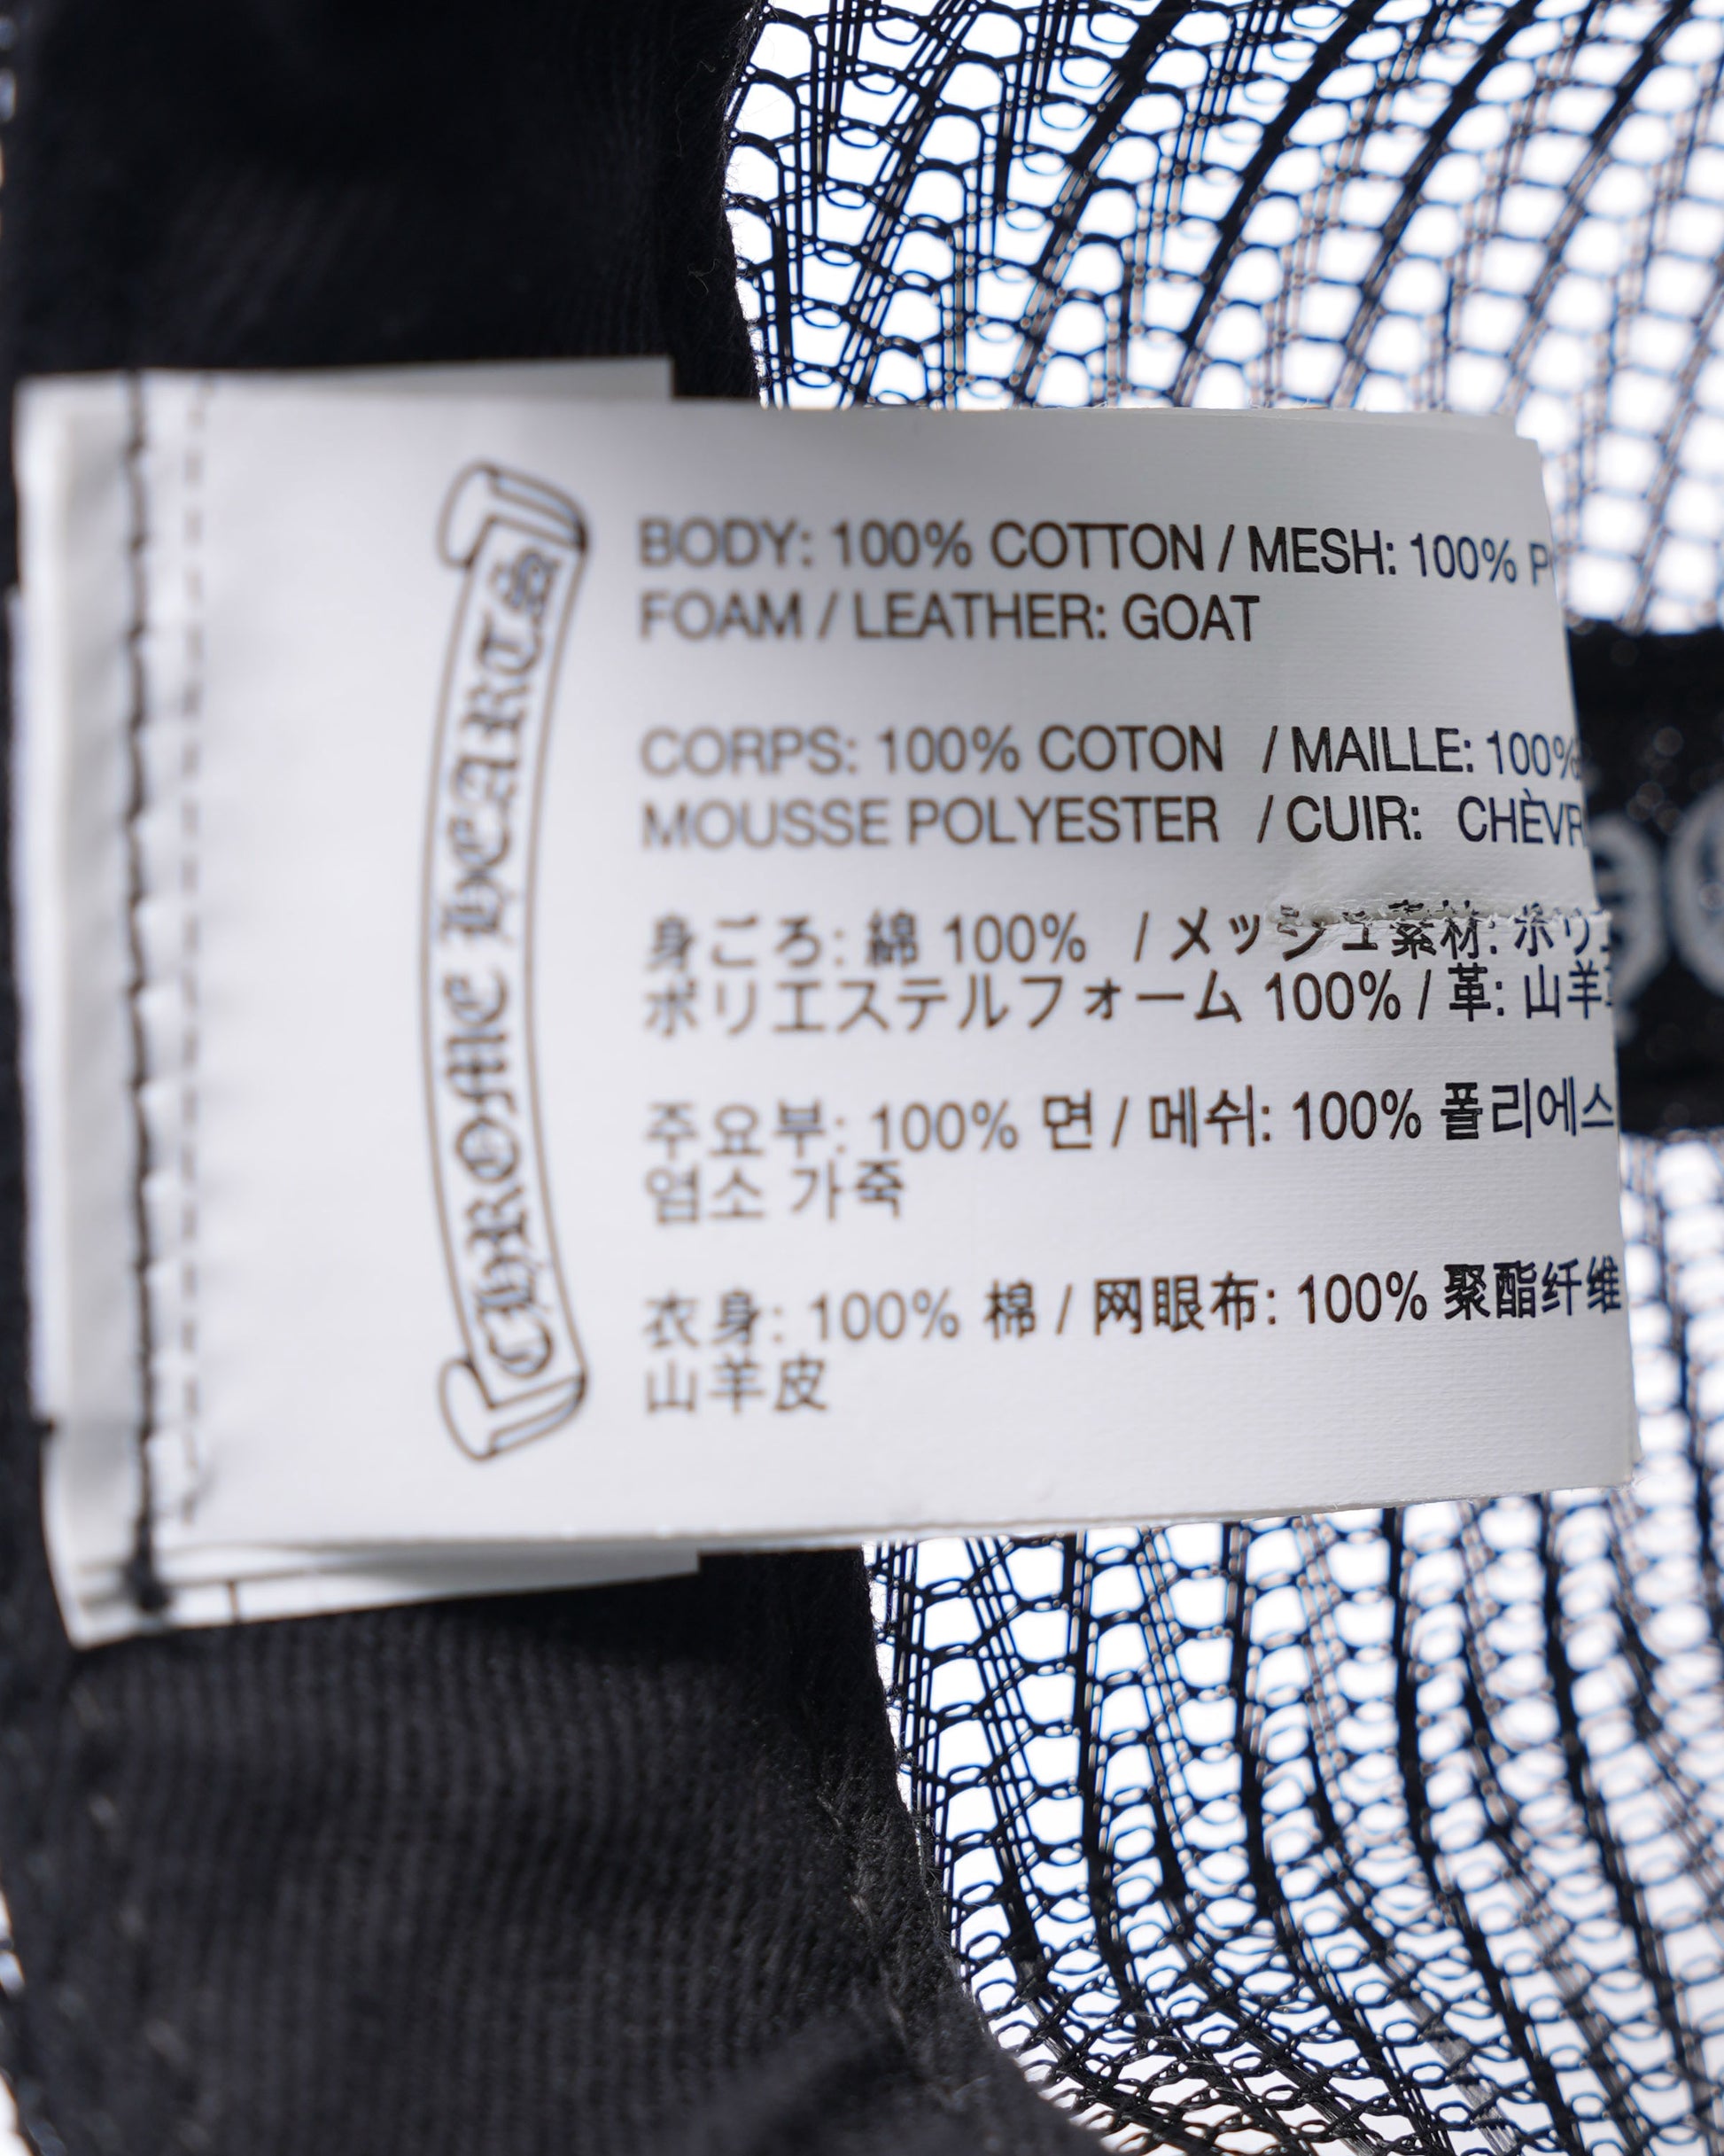 CHROME HEARTS
BODY: 100% COTTON / MESH: 100%
FOAM / LEATHER: GOAT
CORPS: 100% COTON / MAILLE: 100%
MOUSSE POLYESTER / CUIR:
身ごろ: 綿 100% / メッシュ素材:
ポリエステルフォーム 100% / 革: 山羊
주요부: 100% 면 / 메쉬: 100% 폴리에스
염소 가죽
衣身: 100% 棉 / 网眼布: 100% 聚酯纤维
山羊皮